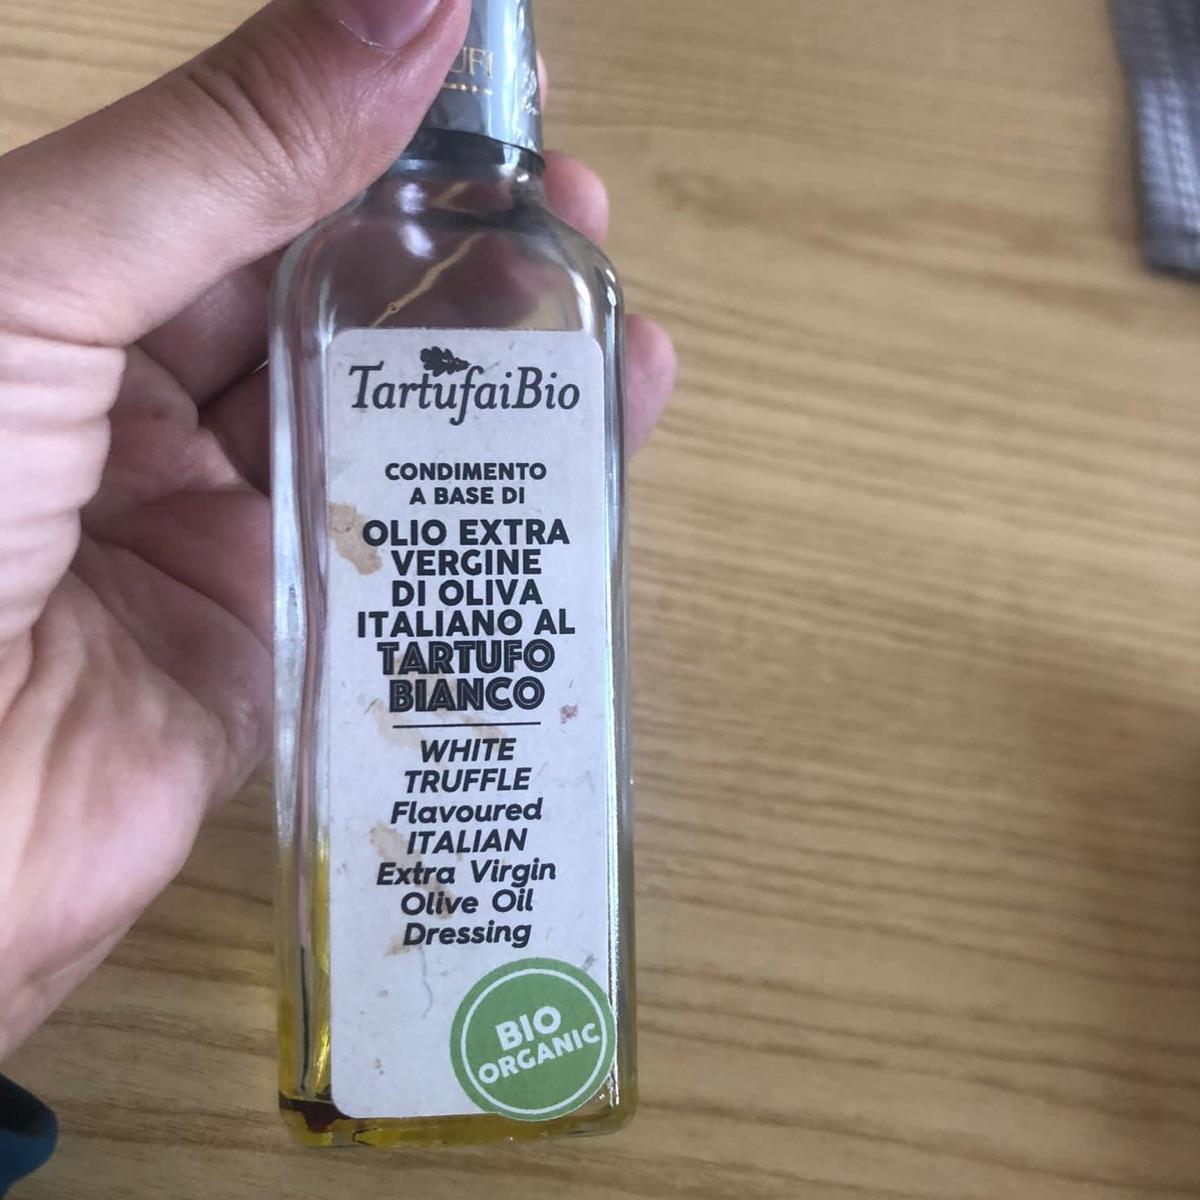 TartufaiBio
CONDIMENTO
A BASE DI
OLIO EXTRA
VERGINE
DI OLIVA
ITALIANO AL
TARTUFO
BIANCO
WHITE
TRUFFLE
Flavoured
ITALIAN
Extra Virgin
Olive Oil
Dressing
BIO
ORGANIC